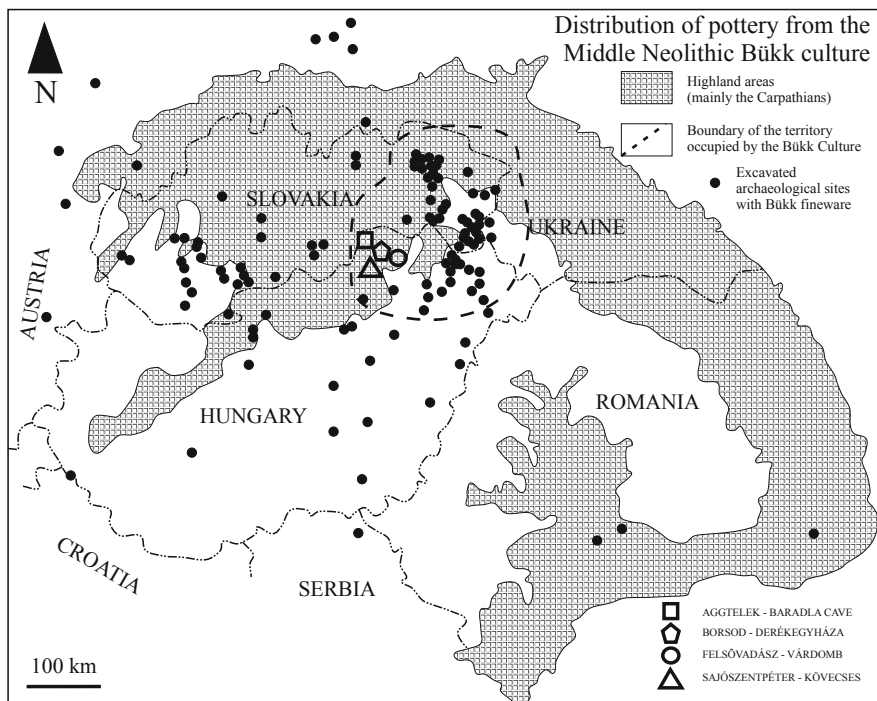 Distribution of pottery from the
Middle Neolithic Bükk culture
Highland areas
(mainly the Carpathians)
Boundary of the territory
occupied by the Bükk Culture
Excavated
archaeological sites
with Bükk fineware
N
SLOVAKIA
UKRAINE
AUSTRIA
HUNGARY
ROMANIA
CROATIA
SERBIA
AGGTELEK - BARADLA CAVE
BORSOD - DERÉKEGYHÁZA
FELSÕVADÁSZ - VÁRDOMB
SAJÓSZENTPÉTER - KÖVECSES
100 km